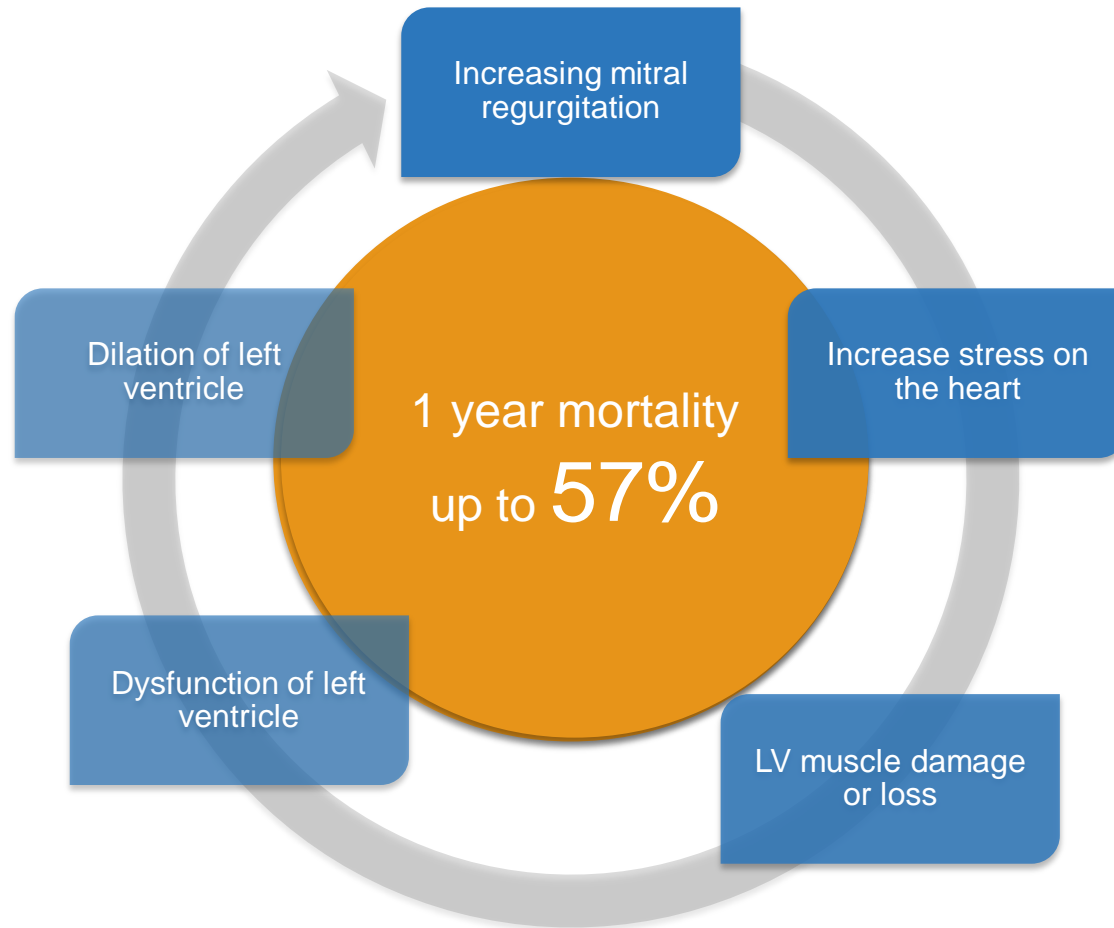 Increasing mitral
regurgitation
Increase stress on
the heart
LV muscle damage
or loss
Dysfunction of left
ventricle
Dilation of left
ventricle
1 year mortality
up to 57%